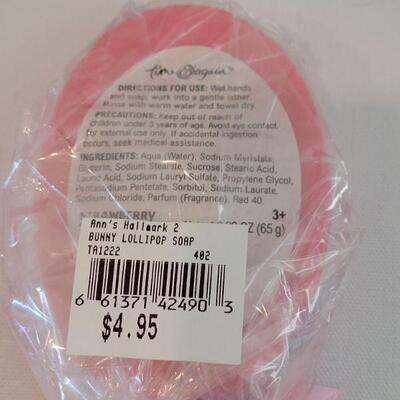 Time & Again™
DIRECTIONS FOR USE: Wet hands
and soap, work into a gentle lather.
Rinse with warm water and towel dry.
PRECAUTIONS: Keep out of reach of
children under 3 years of age. Avoid eye contact.
for external use only. If accidental ingestion
occurs, seek medical assistance.
INGREDIENTS: Aqua (Water), Sodium Myristate,
Glycerin, Sodium Stearate, Sucrose, Stearic Acid,
Lauric Acid, Sodium Lauryl Sulfate, Propylene Glycol,
Pentasodium Pentetate, Sorbitol, Sodium Laurate,
Sodium Chloride, Parfum (Fragrance), Red 40.
STRAWBERRY 3+
OZ (65 g)
Ann's Hallmark 2
BUNNY LOLLIPOP SOAP
TA1222 402
6 61371 42490 3
$4.95